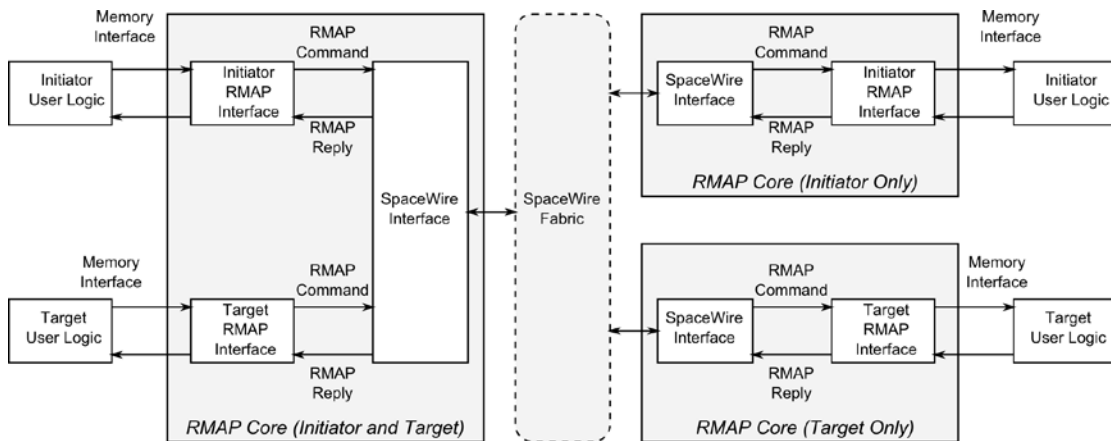 Memory
Interface
RMAP
Command
Initiator
User Logic
Initiator
RMAP
Interface
RMAP
Reply
SpaceWire
Interface
Memory
Interface
RMAP
Command
Target
User Logic
Target
RMAP
Interface
RMAP
Reply
RMAP Core (Initiator and Target)
SpaceWire
Fabric
RMAP
Command
Memory
Interface
SpaceWire
Interface
Initiator
RMAP
Interface
Initiator
User Logic
RMAP
Reply
RMAP Core (Initiator Only)
RMAP
Command
Memory
Interface
SpaceWire
Interface
Target
RMAP
Interface
Target
User Logic
RMAP
Reply
RMAP Core (Target Only)